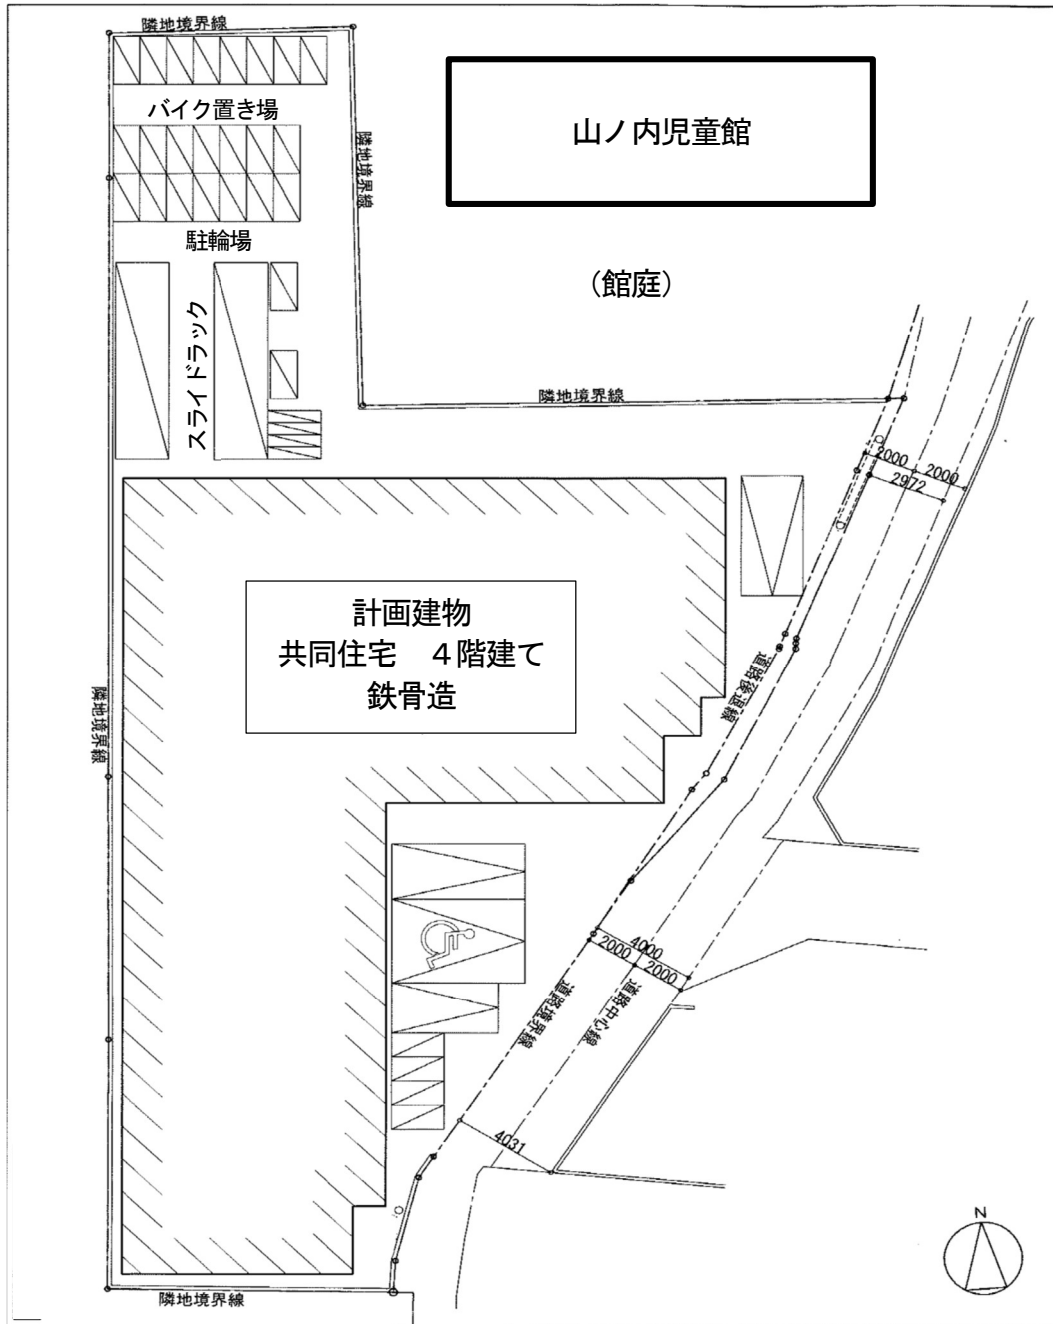 隣地境界線
バイク置き場
山ノ内児童館
隣地境界線
駐輪場
(館庭)
スライドラック
隣地境界線
2000
2000
2972
計画建物
共同住宅　４階建て
鉄骨造
道路後退線
隣地境界線
4000
2000
2000
道路境界線
道路中心線
4031
N
隣地境界線